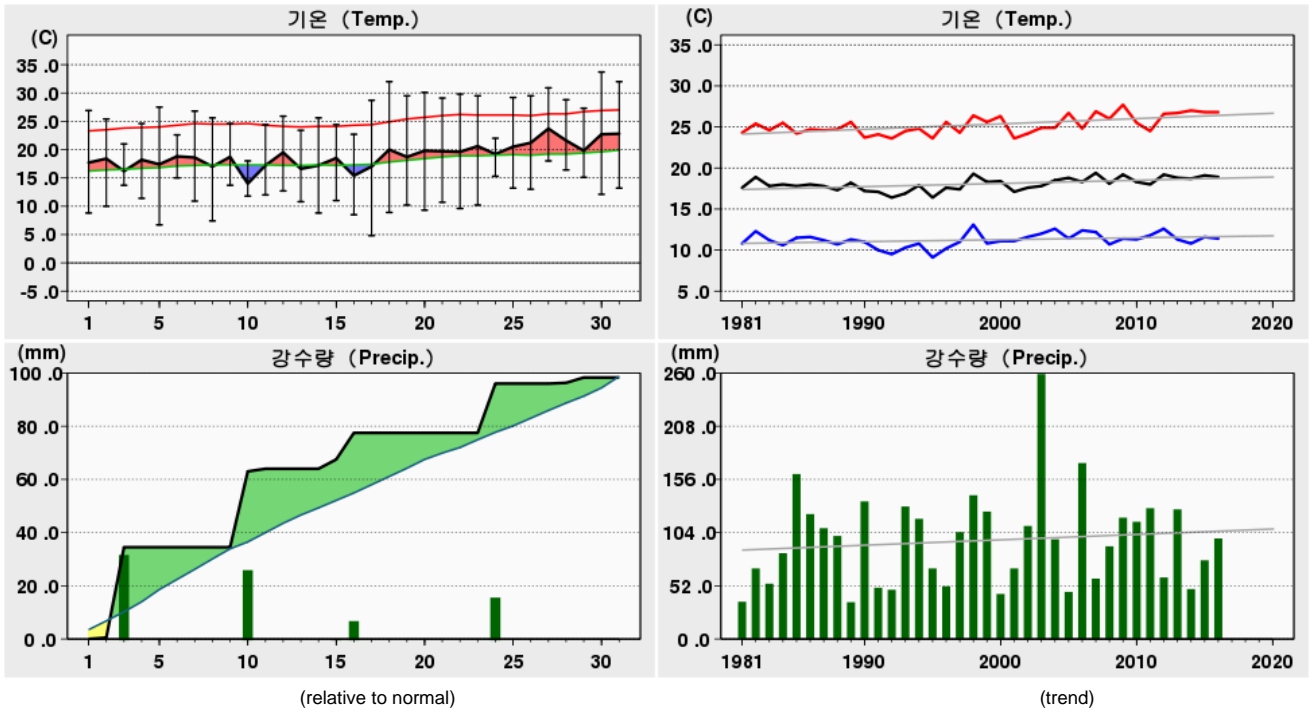 기온 (Temp.)
(C)
35 .0
30 .0
25 .0
20 .0
15 .0
10 .0
5 .0
0 .0
-5 .0
1 5 10 15 20 25 30
기온 (Temp.)
(C)
35 .0
30 .0
25 .0
20 .0
15 .0
10 .0
5 .0
1981 1990 2000 2010 2020
강수량 (Precip.)
(mm)
100 .0
80 .0
60 .0
40 .0
20 .0
0 .0
1 5 10 15 20 25 30
(relative to normal)
강수량 (Precip.)
(mm)
260 .0
208 .0
156 .0
104 .0
52 .0
0 .0
1981 1990 2000 2010 2020
(trend)